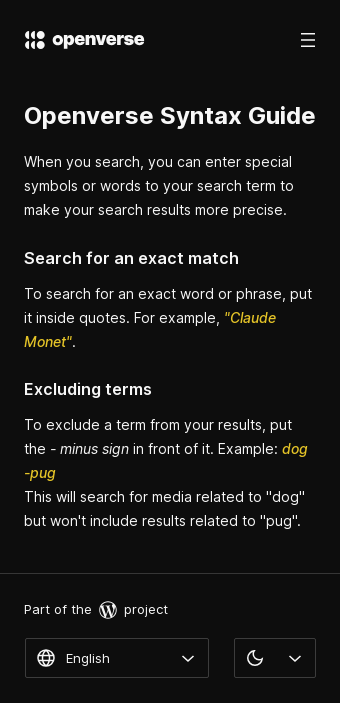 openverse
Openverse Syntax Guide
When you search, you can enter special
symbols or words to your search term to
make your search results more precise.
Search for an exact match
To search for an exact word or phrase, put
it inside quotes. For example, "Claude
Monet".
Excluding terms
To exclude a term from your results, put
the - minus sign in front of it. Example: dog
-pug
This will search for media related to "dog"
but won't include results related to "pug".
Part of the project
English